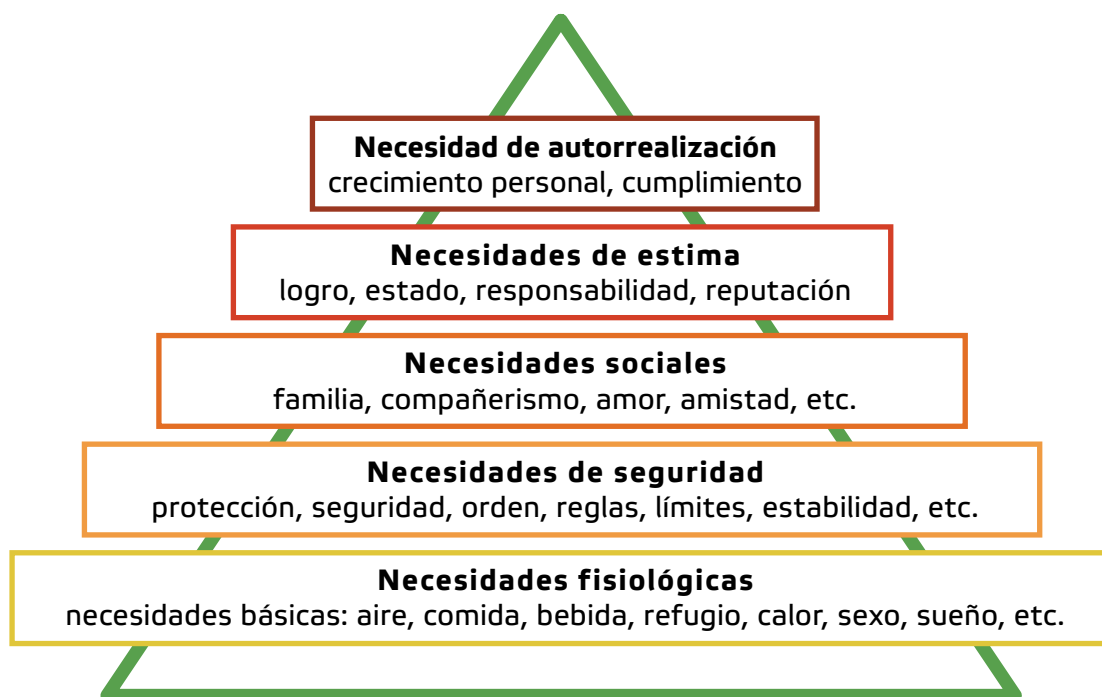 Necesidad de autorrealización
crecimiento personal, cumplimiento
Necesidades de estima
logro, estado, responsabilidad, reputación
Necesidades sociales
familia, compañerismo, amor, amistad, etc.
Necesidades de seguridad
protección, seguridad, orden, reglas, límites, estabilidad, etc.
Necesidades fisiológicas
necesidades básicas: aire, comida, bebida, refugio, calor, sexo, sueño, etc.